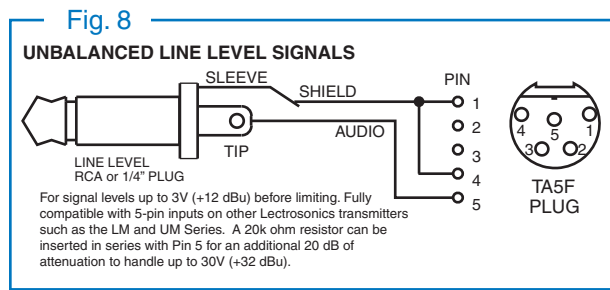 Fig. 8
UNBALANCED LINE LEVEL SIGNALS
SLEEVE
SHIELD
PIN
1
2
3
4
5
AUDIO
TIP
LINE LEVEL
RCA or 1/4" PLUG
4
5
1
3
2
TA5F
PLUG
For signal levels up to 3V (+12 dBu) before limiting. Fully
compatible with 5-pin inputs on other Lectrosonics transmitters
such as the LM and UM Series. A 20k ohm resistor can be
inserted in series with Pin 5 for an additional 20 dB of
attenuation to handle up to 30V (+32 dBu).